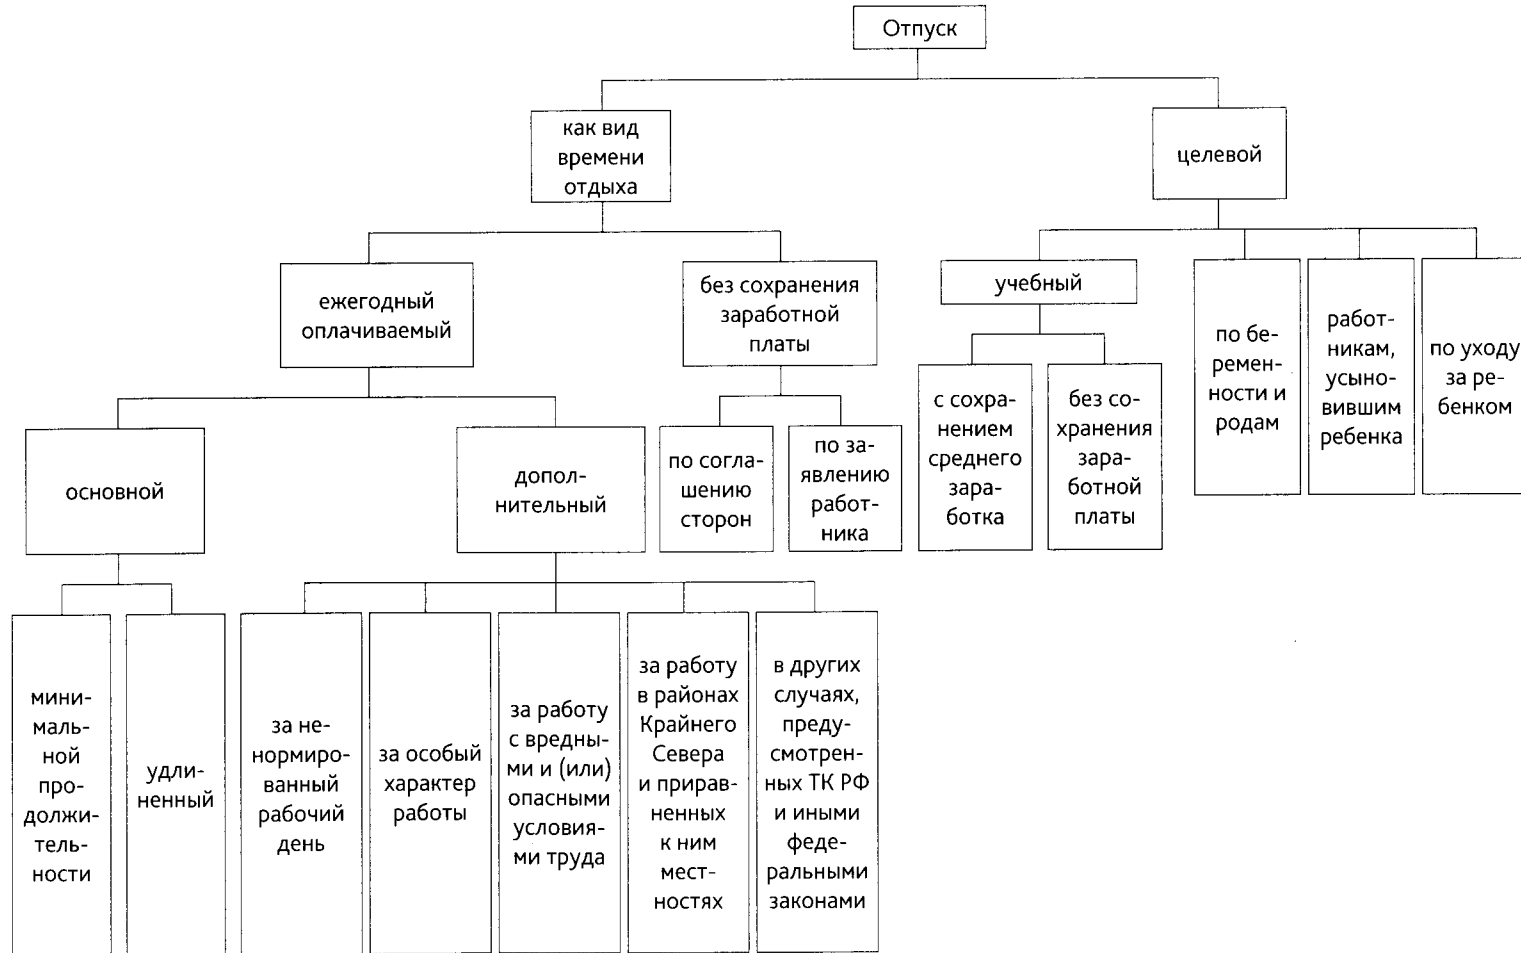 Отпуск
как вид
времени
отдыха
целевой
ежегодный
оплачиваемый
без сохранения
заработной
платы
учебный
по бе-
ремен-
ности и
родам
работ-
никам,
усыно-
вившим
ребенка
по уходу
за ре-
бенком
основной
допол-
нительный
по согла-
шению
сторон
по за-
явлению
работ-
ника
с сохра-
нением
среднего
зара-
ботка
без со-
хранения
зара-
ботной
платы
мини-
маль-
ной
про-
должи-
тель-
ности
удли-
ненный
за не-
нормиро-
ванный
рабочий
день
за особый
характер
работы
за работу
с вредны-
ми и (или)
опасными
условия-
ми труда
за работу
в районах
Крайнего
Севера
и прирав-
ненных
к ним
мест-
ностях
в других
случаях,
преду-
смотрен-
ных ТК РФ
и иными
феде-
ральными
законами